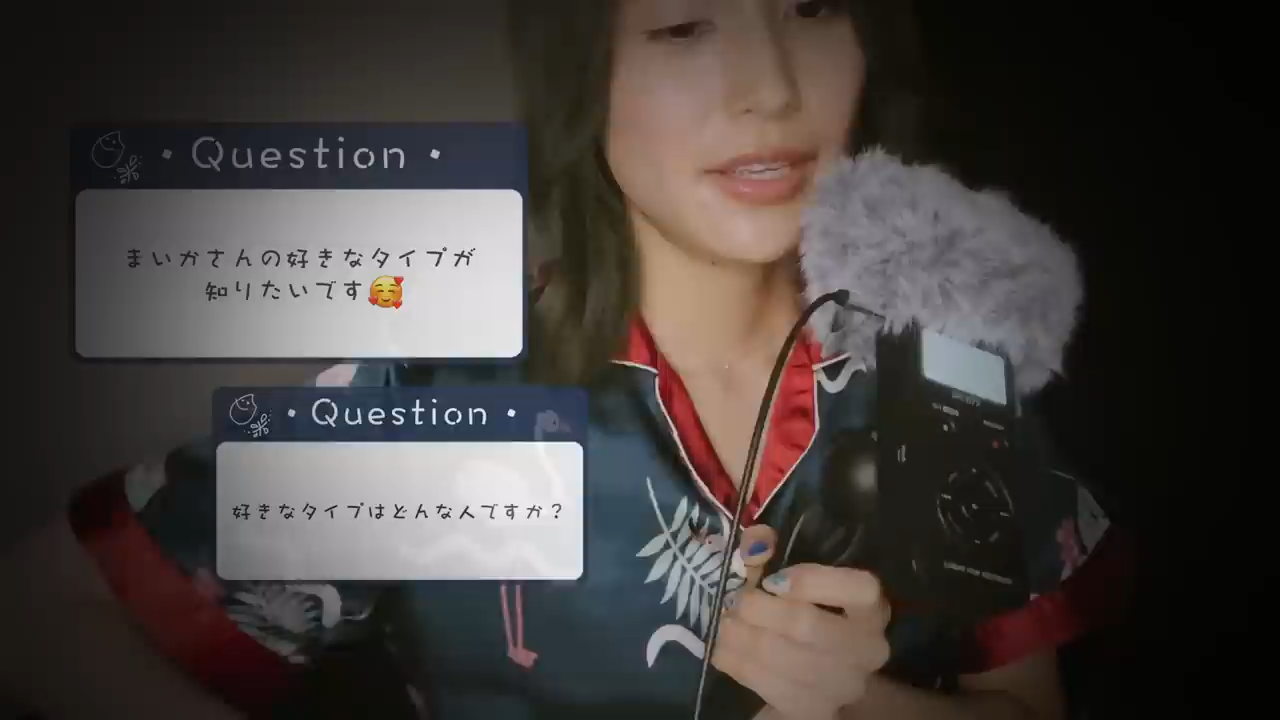 • Question •
まいかさんの好きなタイプが
知りたいです🥰
• Question •
好きなタイプはどんな人ですか？